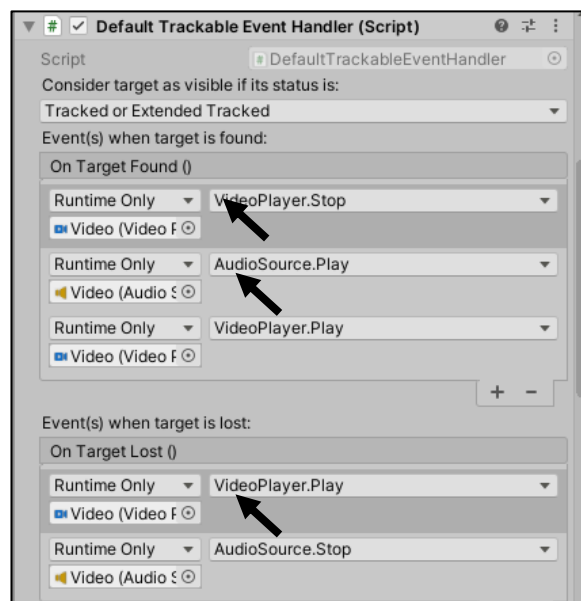 Default Trackable Event Handler (Script)
Script DefaultTrackableEventHandler
Consider target as visible if its status is:
Tracked or Extended Tracked
Event(s) when target is found:
On Target Found ()
Runtime Only VideoPlayer.Stop
Video (Video
Runtime Only AudioSource.Play
Video (Audio
Runtime Only VideoPlayer.Play
Video (Video
Event(s) when target is lost:
On Target Lost ()
Runtime Only VideoPlayer.Play
Video (Video
Runtime Only AudioSource.Stop
Video (Audio